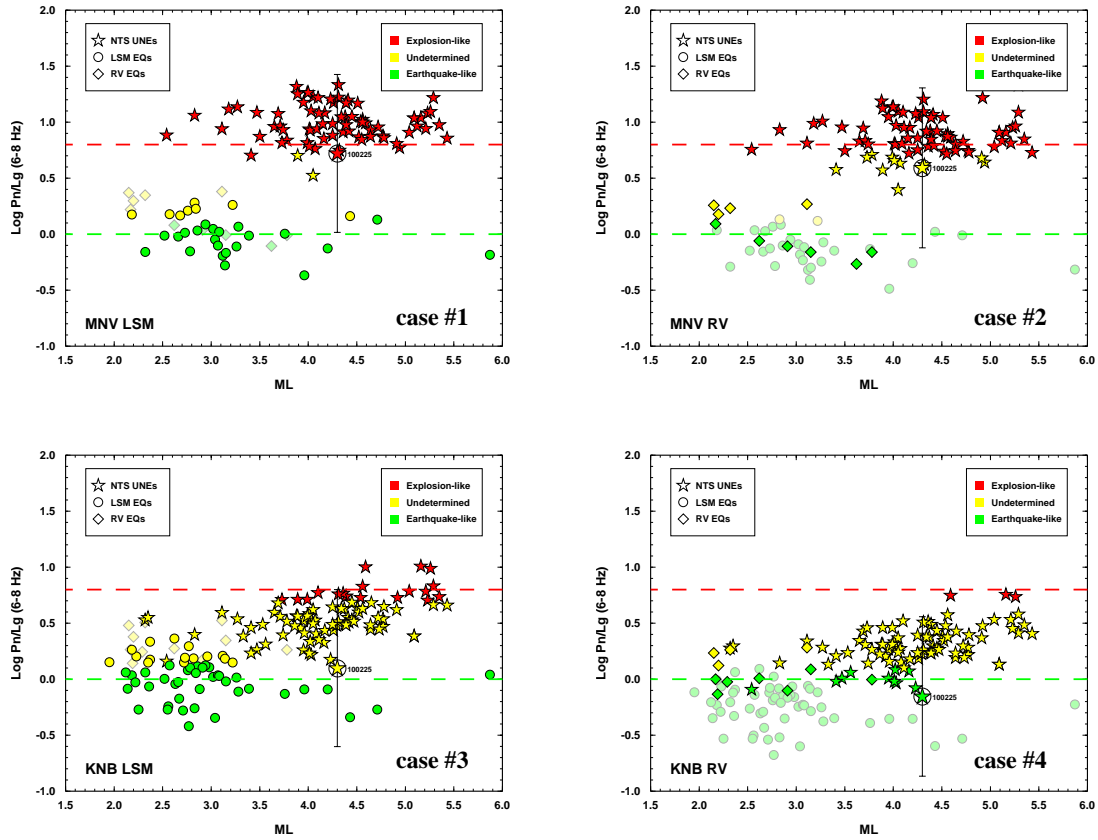 2.0
1.5
1.0
0.5
0.0
-0.5
-1.0
Log Pn/Lg (6-8 Hz)
NTS UNEs
LSM EQs
RV EQs
Explosion-like
Undetermined
Earthquake-like
100225
MNV LSM
case #1
1.5 2.0 2.5 3.0 3.5 4.0 4.5 5.0 5.5 6.0
ML
2.0
1.5
1.0
0.5
0.0
-0.5
-1.0
Log Pn/Lg (6-8 Hz)
NTS UNEs
LSM EQs
RV EQs
Explosion-like
Undetermined
Earthquake-like
100225
MNV RV
case #2
1.5 2.0 2.5 3.0 3.5 4.0 4.5 5.0 5.5 6.0
ML
2.0
1.5
1.0
0.5
0.0
-0.5
-1.0
Log Pn/Lg (6-8 Hz)
NTS UNEs
LSM EQs
RV EQs
Explosion-like
Undetermined
Earthquake-like
100225
KNB LSM
case #3
1.5 2.0 2.5 3.0 3.5 4.0 4.5 5.0 5.5 6.0
ML
2.0
1.5
1.0
0.5
0.0
-0.5
-1.0
Log Pn/Lg (6-8 Hz)
NTS UNEs
LSM EQs
RV EQs
Explosion-like
Undetermined
Earthquake-like
100225
KNB RV
case #4
1.5 2.0 2.5 3.0 3.5 4.0 4.5 5.0 5.5 6.0
ML